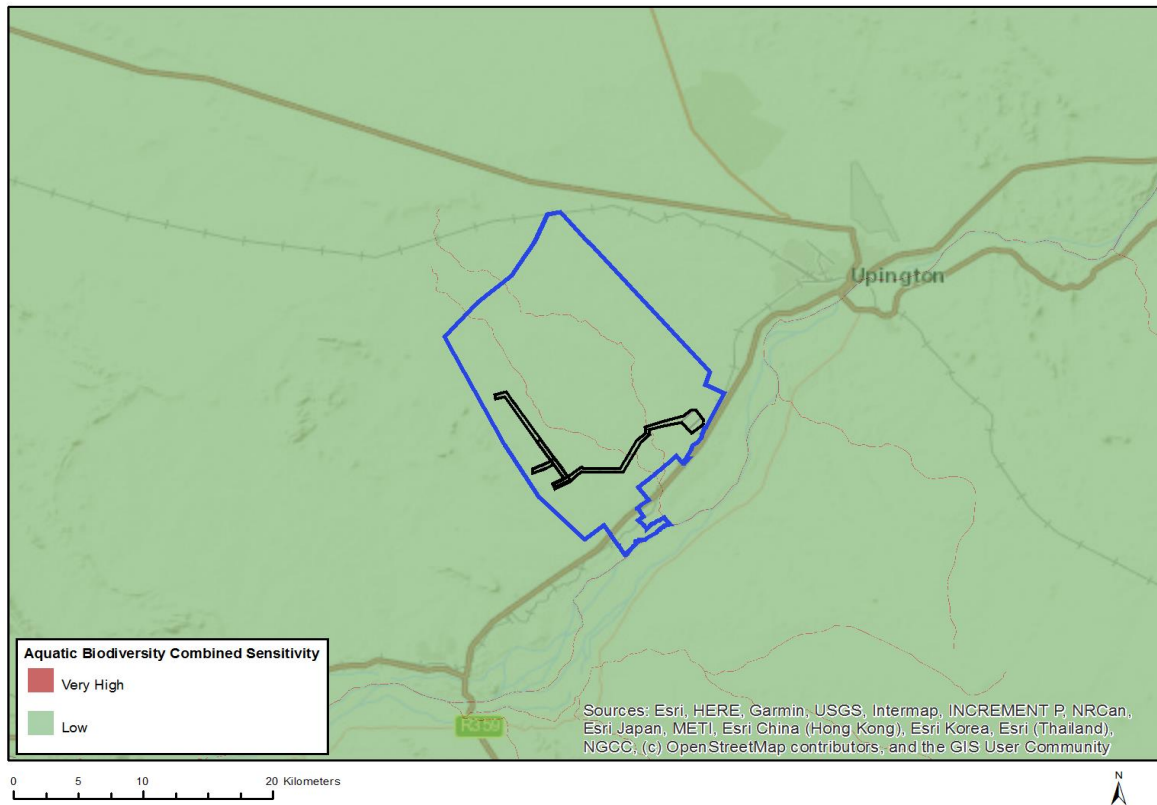 Upington
R359
Aquatic Biodiversity Combined Sensitivity
Very High
Low
Sources: Esri, HERE, Garmin, USGS, Intermap, INCREMENT P, NRCan,
Esri Japan, METI, Esri China (Hong Kong), Esri Korea, Esri (Thailand),
NGCC, (c) OpenStreetMap contributors, and the GIS User Community
0 5 10 20 Kilometers
N